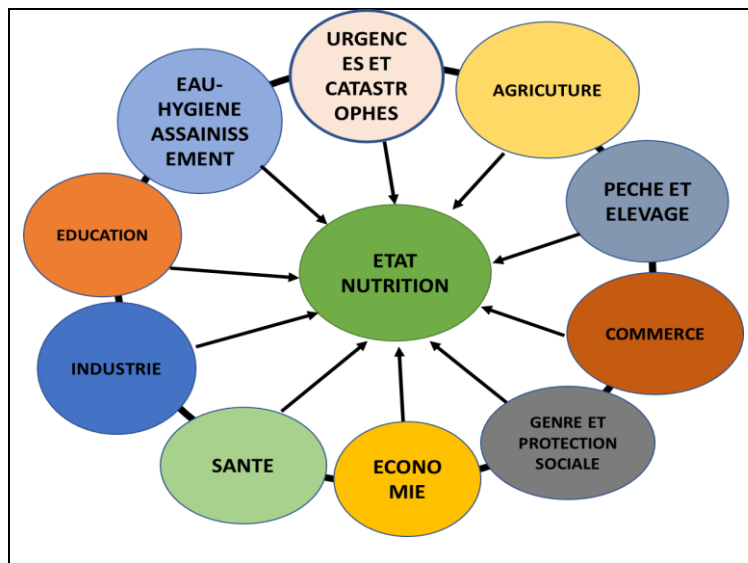 URGENC
ES ET
CATASTR
OPHES
AGRICUTURE
EAU-
HYGIENE
ASSAINISS
EMENT
PECHE ET
ELEVAGE
EDUCATION
ETAT
NUTRITION
COMMERCE
INDUSTRIE
GENRE ET
PROTECTION
SOCIALE
SANTE
ECONO
MIE